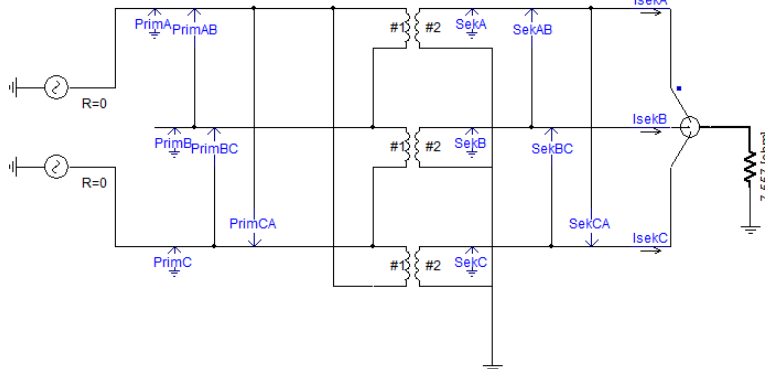 IsekA
PrimA
PrimAB
#1
#2
SekA
SekAB
R=0
IsekB
PrimB
PrimBC
#1
#2
SekB
SekBC
R=0
PrimCA
SekCA
IsekC
PrimC
#1
#2
SekC